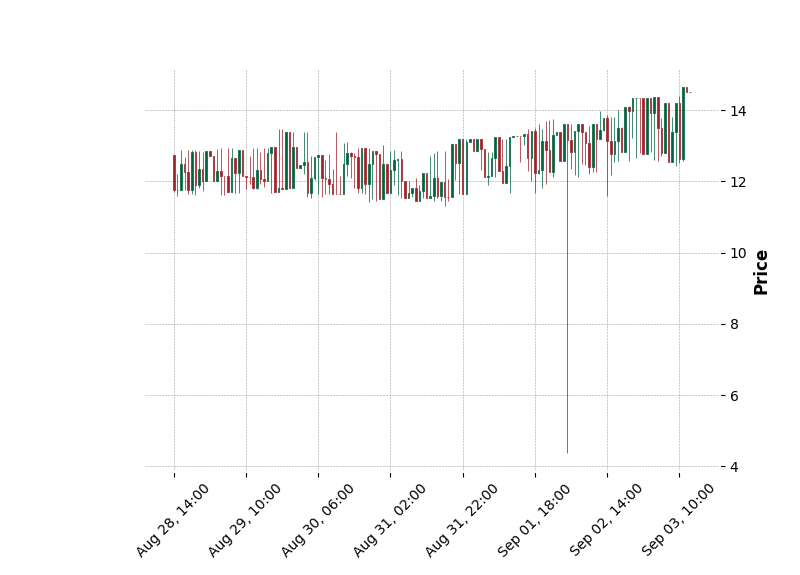 14
12
10
8
6
4
Price
Aug 28, 14:00
Aug 29, 10:00
Aug 30, 06:00
Aug 31, 02:00
Aug 31, 22:00
Sep 01, 18:00
Sep 02, 14:00
Sep 03, 10:00